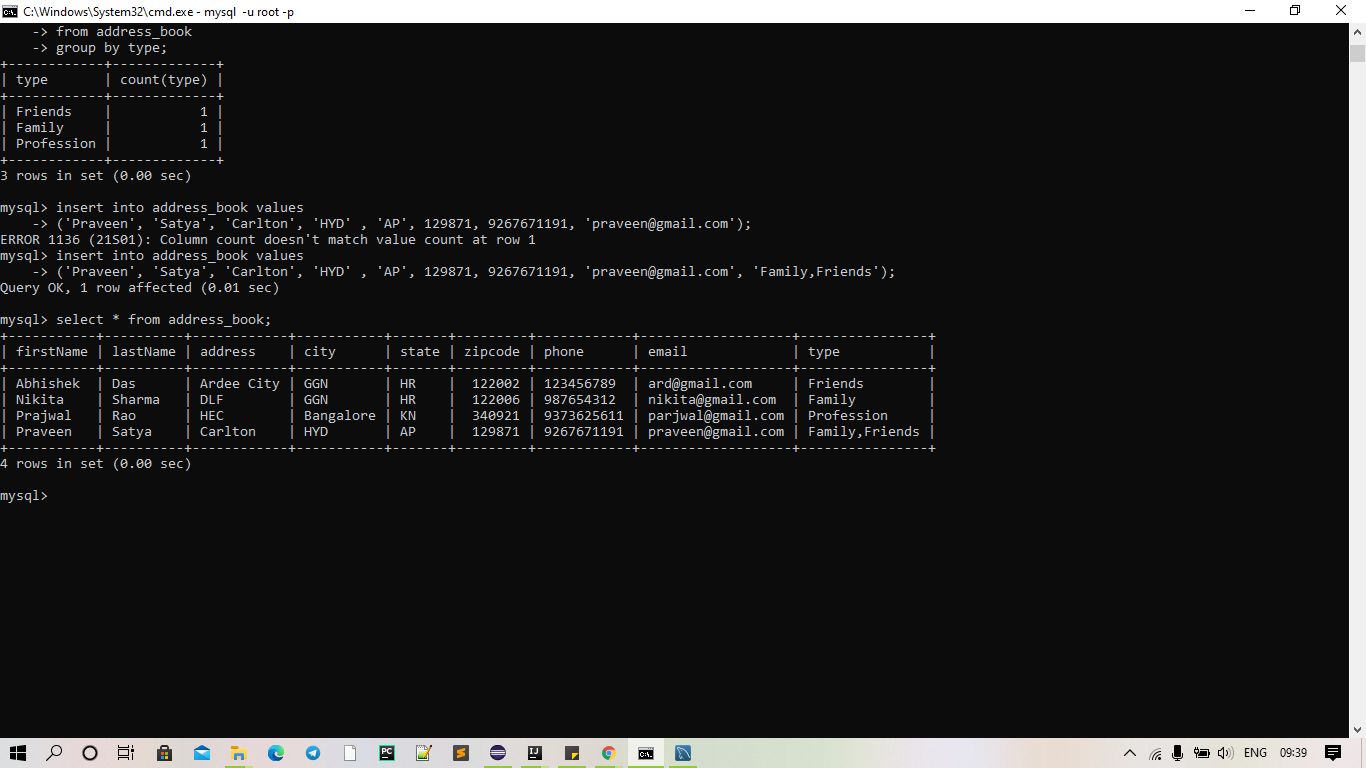 C:\Windows\System32\cmd.exe - mysql  -u root -p
    -> from address_book
    -> group by type;
+------------+-------------+
| type       | count(type) |
+------------+-------------+
| Friends    |           1 |
| Family     |           1 |
| Profession |           1 |
+------------+-------------+
3 rows in set (0.00 sec)

mysql> insert into address_book values
    -> ('Praveen', 'Satya', 'Carlton', 'HYD' , 'AP', 129871, 9267671191, 'praveen@gmail.com');
ERROR 1136 (21S01): Column count doesn't match value count at row 1
mysql> insert into address_book values
    -> ('Praveen', 'Satya', 'Carlton', 'HYD' , 'AP', 129871, 9267671191, 'praveen@gmail.com', 'Family,Friends');
Query OK, 1 row affected (0.01 sec)

mysql> select * from address_book;
+-----------+----------+------------+-----------+-------+---------+------------+-------------------+----------------+
| firstName | lastName | address    | city      | state | zipcode | phone      | email             | type           |
+-----------+----------+------------+-----------+-------+---------+------------+-------------------+----------------+
| Abhishek  | Das      | Ardee City | GGN       | HR    |  122002 | 123456789  | ard@gmail.com     | Friends        |
| Nikita    | Sharma   | DLF        | GGN       | HR    |  122006 | 987654312  | nikita@gmail.com  | Family         |
| Prajwal   | Rao      | HEC        | Bangalore | KN    |  340921 | 9373625611 | parjwal@gmail.com | Profession     |
| Praveen   | Satya    | Carlton    | HYD       | AP    |  129871 | 9267671191 | praveen@gmail.com | Family,Friends |
+-----------+----------+------------+-----------+-------+---------+------------+-------------------+----------------+
4 rows in set (0.00 sec)

mysql>
ENG 09:39